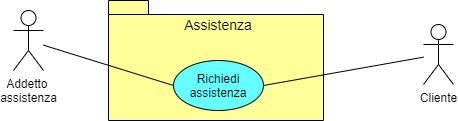 Assistenza
Richiedi
assistenza
Addetto
assistenza
Cliente